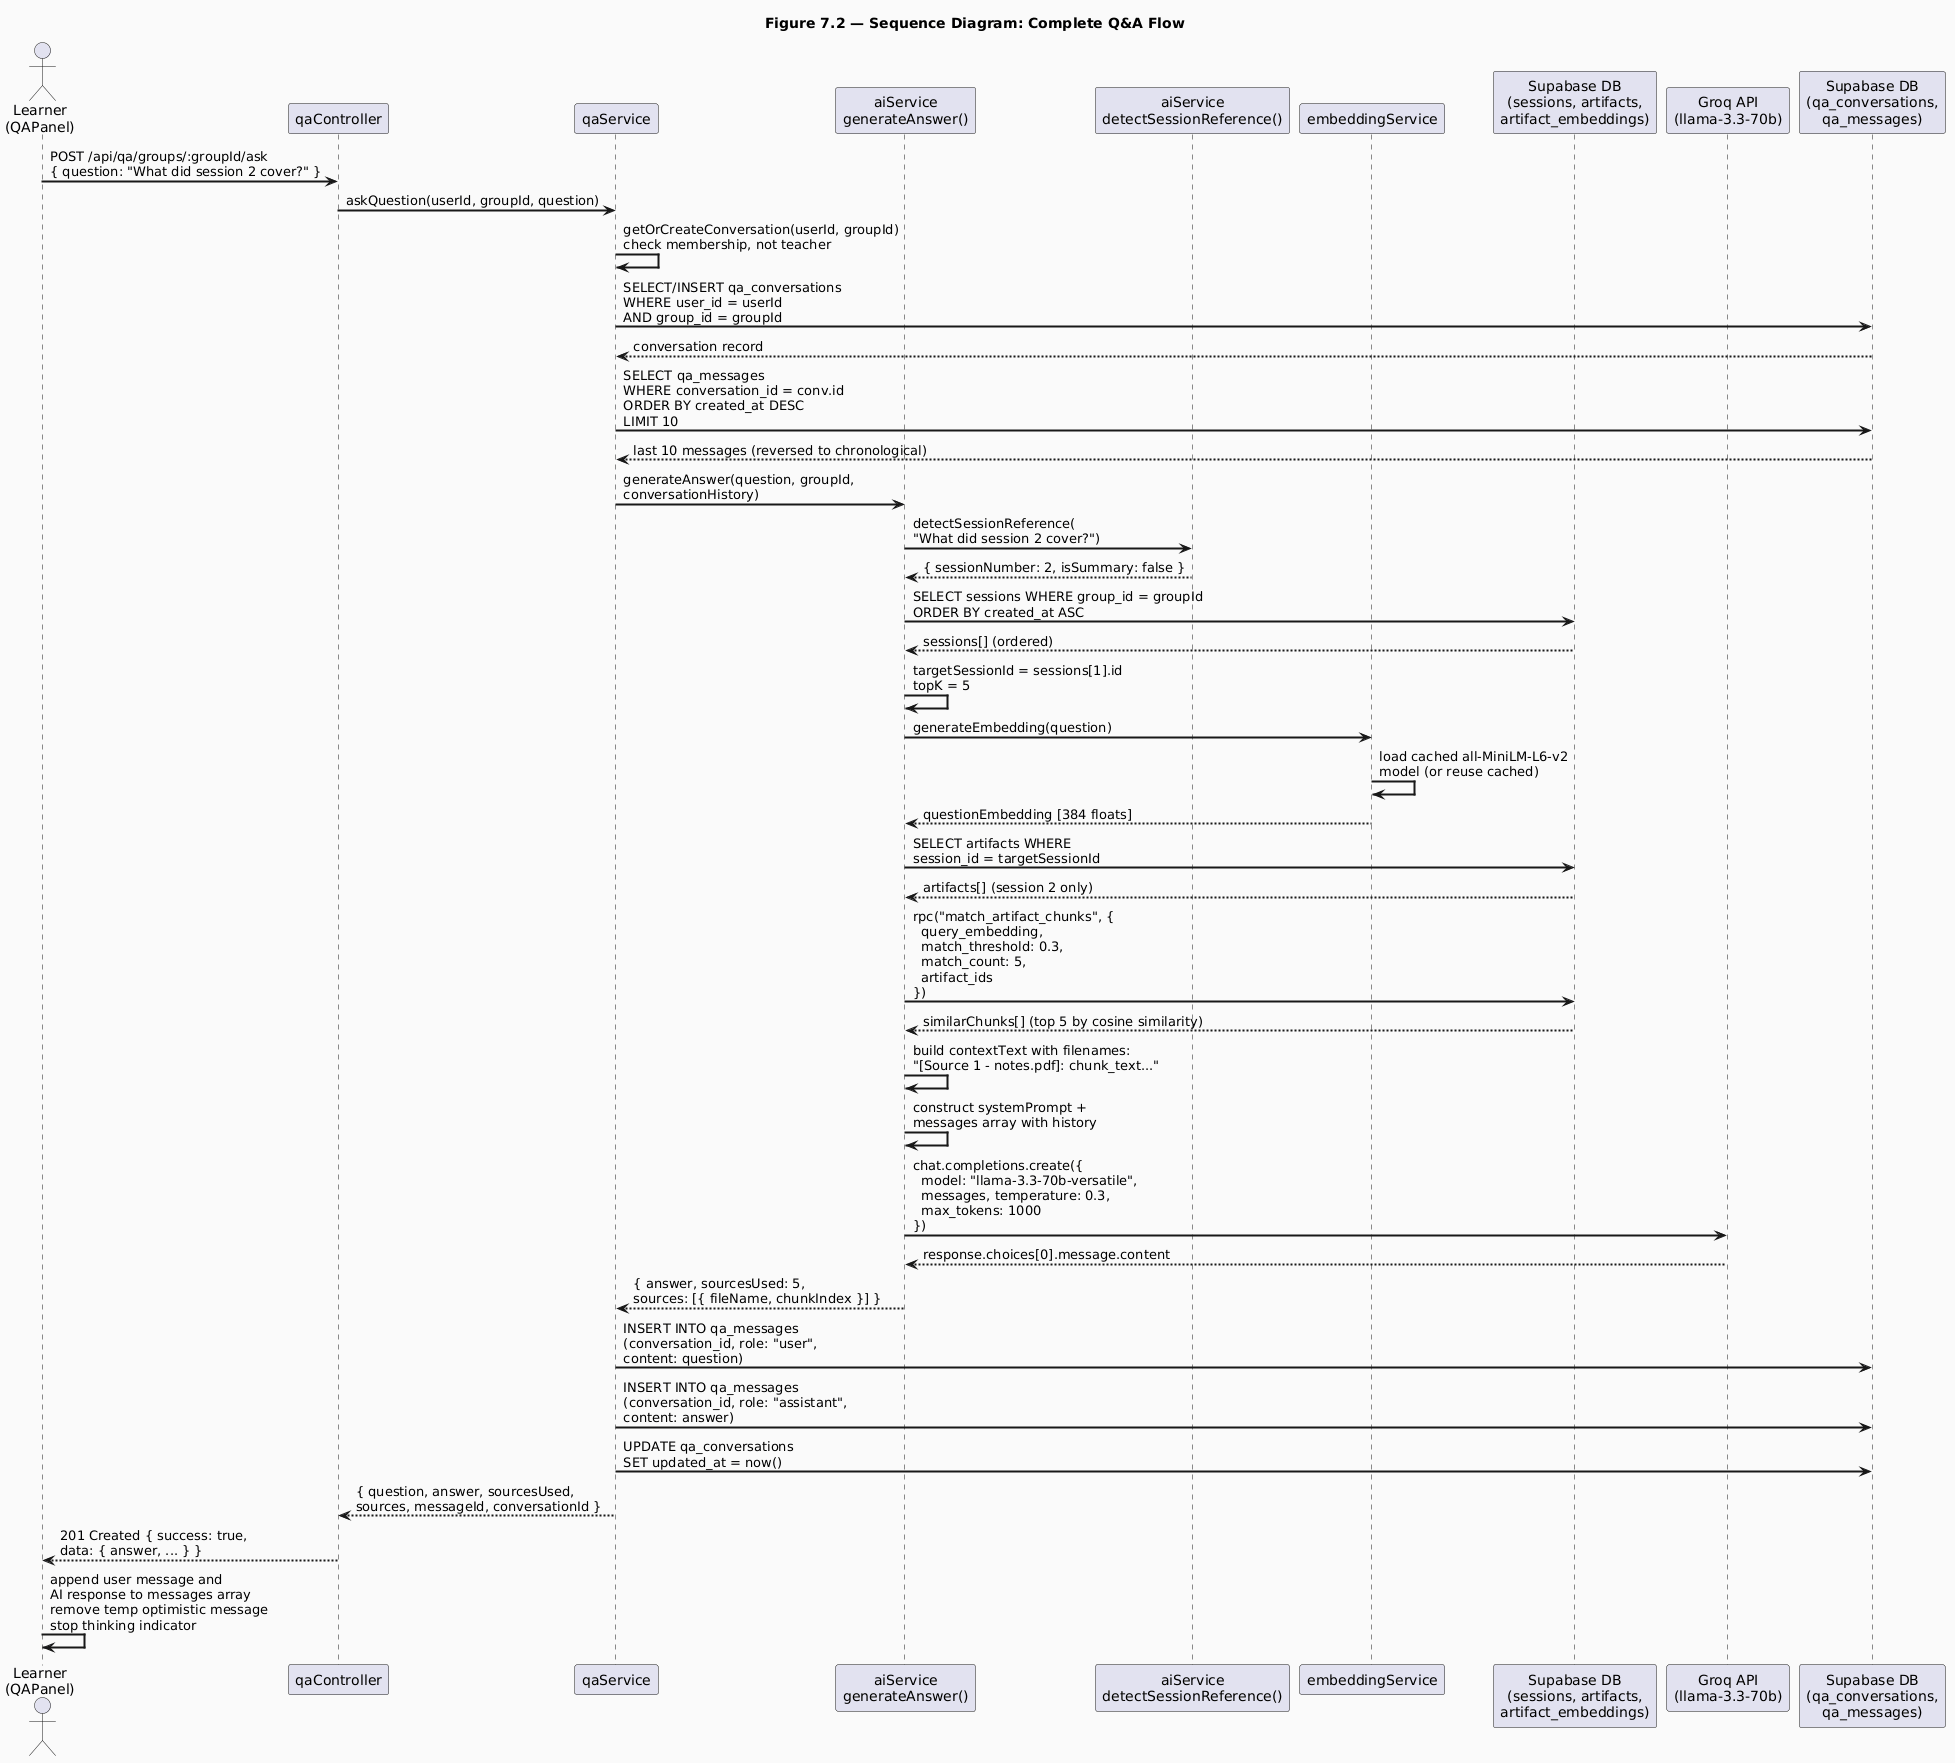 Figure 7.2 — Sequence Diagram: Complete Q&A Flow
Learner
(QAPanel)
qaController
qaService
aiService
generateAnswer()
aiService
detectSessionReference()
embeddingService
Supabase DB
(sessions, artifacts,
artifact_embeddings)
Groq API
(llama-3.3-70b)
Supabase DB
(qa_conversations,
qa_messages)
POST /api/qa/groups/:groupId/ask
{ question: "What did session 2 cover?" }
askQuestion(userId, groupId, question)
getOrCreateConversation(userId, groupId)
check membership, not teacher
SELECT/INSERT qa_conversations
WHERE user_id = userId
AND group_id = groupId
conversation record
SELECT qa_messages
WHERE conversation_id = conv.id
ORDER BY created_at DESC
LIMIT 10
last 10 messages (reversed to chronological)
generateAnswer(question, groupId,
conversationHistory)
detectSessionReference(
"What did session 2 cover?")
{ sessionNumber: 2, isSummary: false }
SELECT sessions WHERE group_id = groupId
ORDER BY created_at ASC
sessions[] (ordered)
targetSessionId = sessions[1].id
topK = 5
generateEmbedding(question)
load cached all-MiniLM-L6-v2
model (or reuse cached)
questionEmbedding [384 floats]
SELECT artifacts WHERE
session_id = targetSessionId
artifacts[] (session 2 only)
rpc("match_artifact_chunks", {
query_embedding,
match_threshold: 0.3,
match_count: 5,
artifact_ids
})
similarChunks[] (top 5 by cosine similarity)
build contextText with filenames:
"[Source 1 - notes.pdf]: chunk_text..."
construct systemPrompt +
messages array with history
chat.completions.create({
model: "llama-3.3-70b-versatile",
messages, temperature: 0.3,
max_tokens: 1000
})
response.choices[0].message.content
{ answer, sourcesUsed: 5,
sources: [{ fileName, chunkIndex }] }
INSERT INTO qa_messages
(conversation_id, role: "user",
content: question)
INSERT INTO qa_messages
(conversation_id, role: "assistant",
content: answer)
UPDATE qa_conversations
SET updated_at = now()
{ question, answer, sourcesUsed,
sources, messageId, conversationId }
201 Created { success: true,
data: { answer, ... } }
append user message and
AI response to messages array
remove temp optimistic message
stop thinking indicator
Learner
(QAPanel)
qaController
qaService
aiService
generateAnswer()
aiService
detectSessionReference()
embeddingService
Supabase DB
(sessions, artifacts,
artifact_embeddings)
Groq API
(llama-3.3-70b)
Supabase DB
(qa_conversations,
qa_messages)